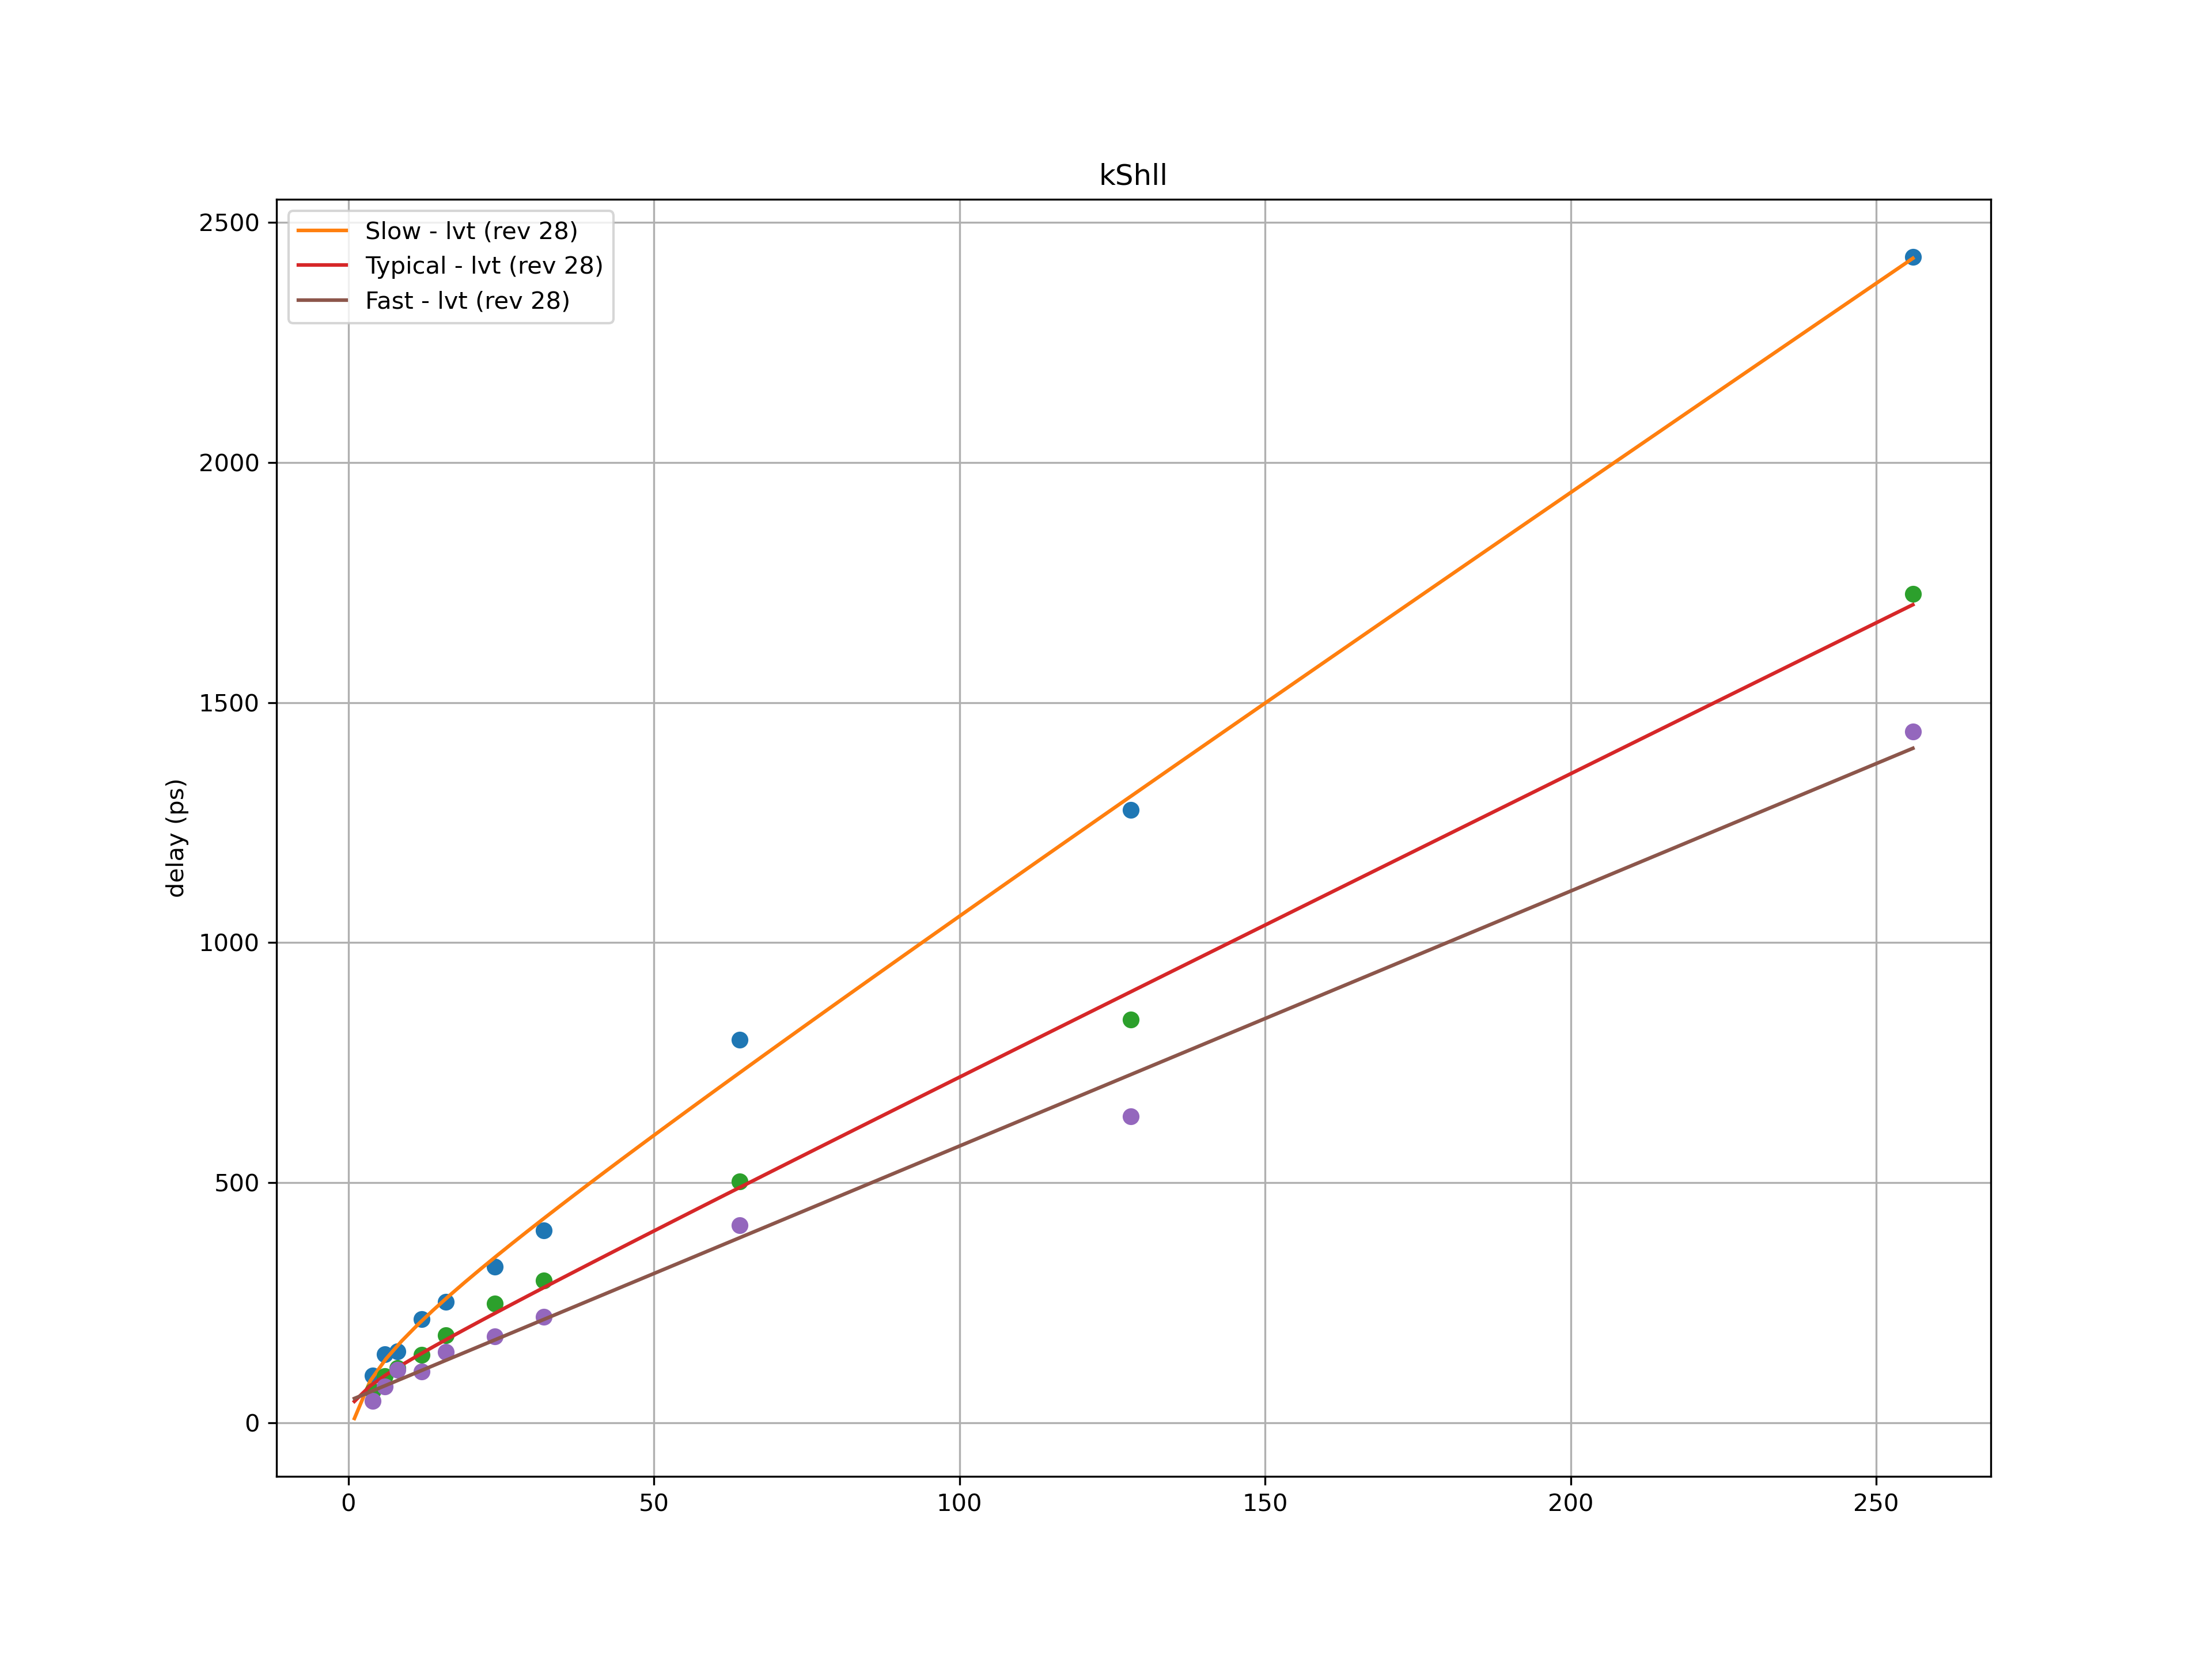 kShll
2500
2000
1500
1000
500
0
delay (ps)
Slow - lvt (rev 28)
Typical - lvt (rev 28)
Fast - lvt (rev 28)
0 50 100 150 200 250